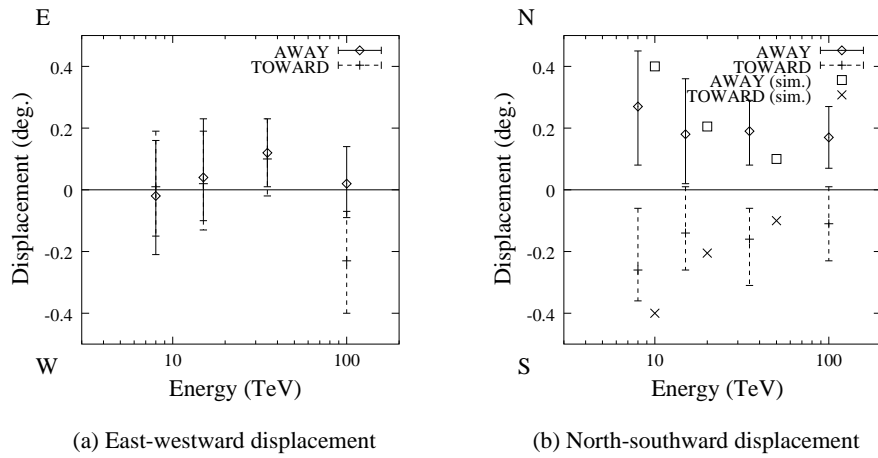 E
AWAY
TOWARD
0.4
0.2
0
-0.2
-0.4
Displacement (deg.)
W
10
100
Energy (TeV)
(a) East-westward displacement
N
AWAY
TOWARD
AWAY (sim.)
TOWARD (sim.)
0.4
0.2
0
-0.2
-0.4
Displacement (deg.)
S
10
100
Energy (TeV)
(b) North-southward displacement